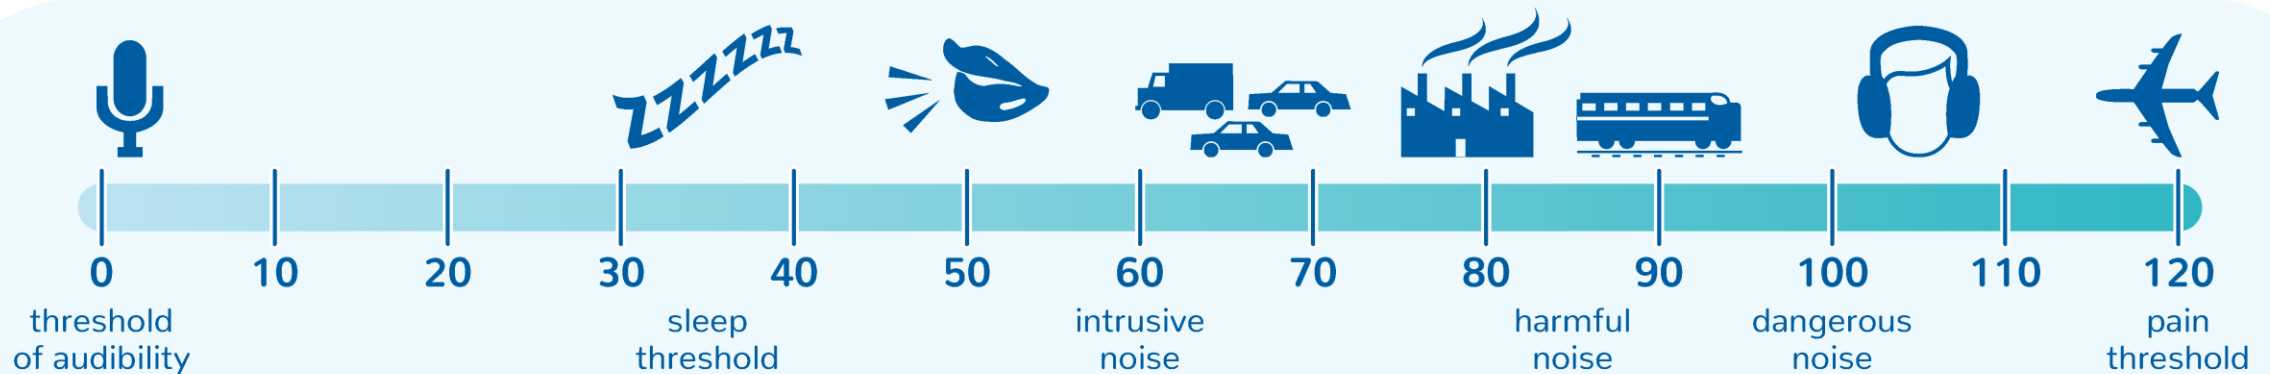 zzzzzzz
0 10 20 30 40 50 60 70 80 90 100 110 120
threshold sleep intrusive harmful dangerous pain
of audibility threshold noise noise noise threshold